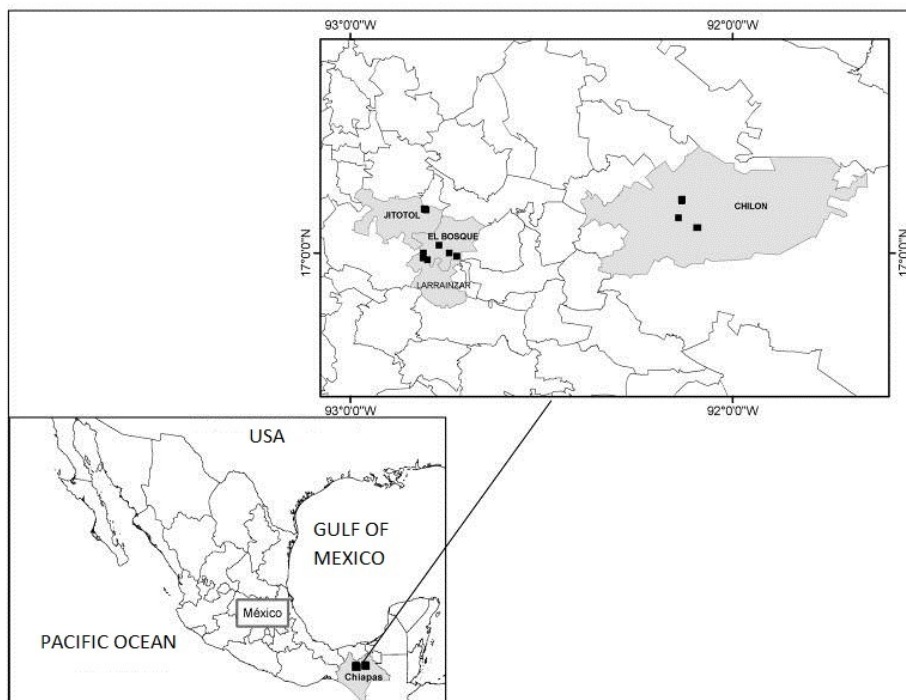 93°0'0"W 92°0'0"W
CHILON
JITOTOL
EL BOSQUE
17°0'0"N 17°0'0"N
LARRAINZAR
93°0'0"W 92°0'0"W
USA
GULF OF
MEXICO
México
PACIFIC OCEAN
Chiapas